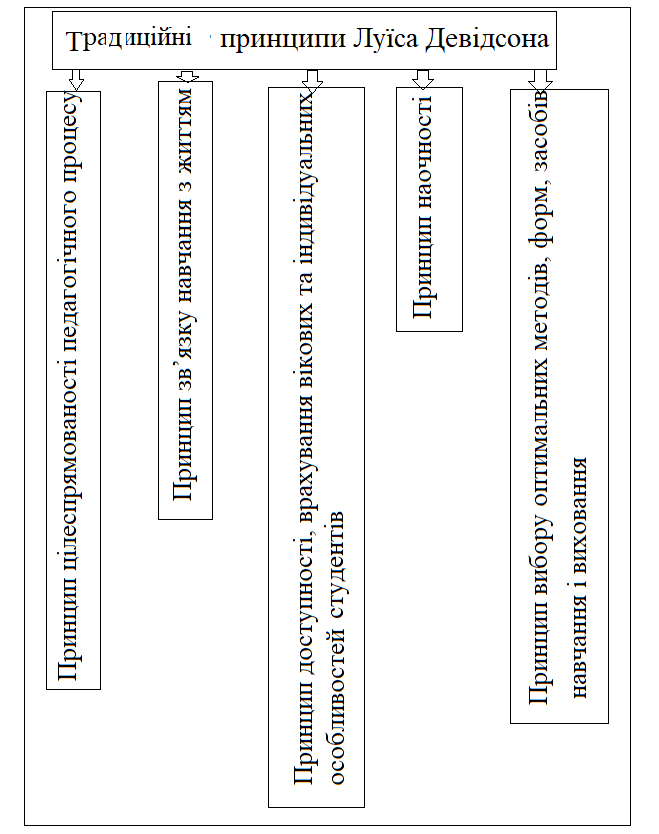 Традиційні принципи Луїса Девідсона
Принцип цілеспрямованості педагогічного процесу
Принцип зв’язку навчання з життям
Принцип доступності, врахування вікових та індивідуальних
особливостей студентів
Принцип наочності
Принцип вибору оптимальних методів, форм, засобів
навчання і виховання